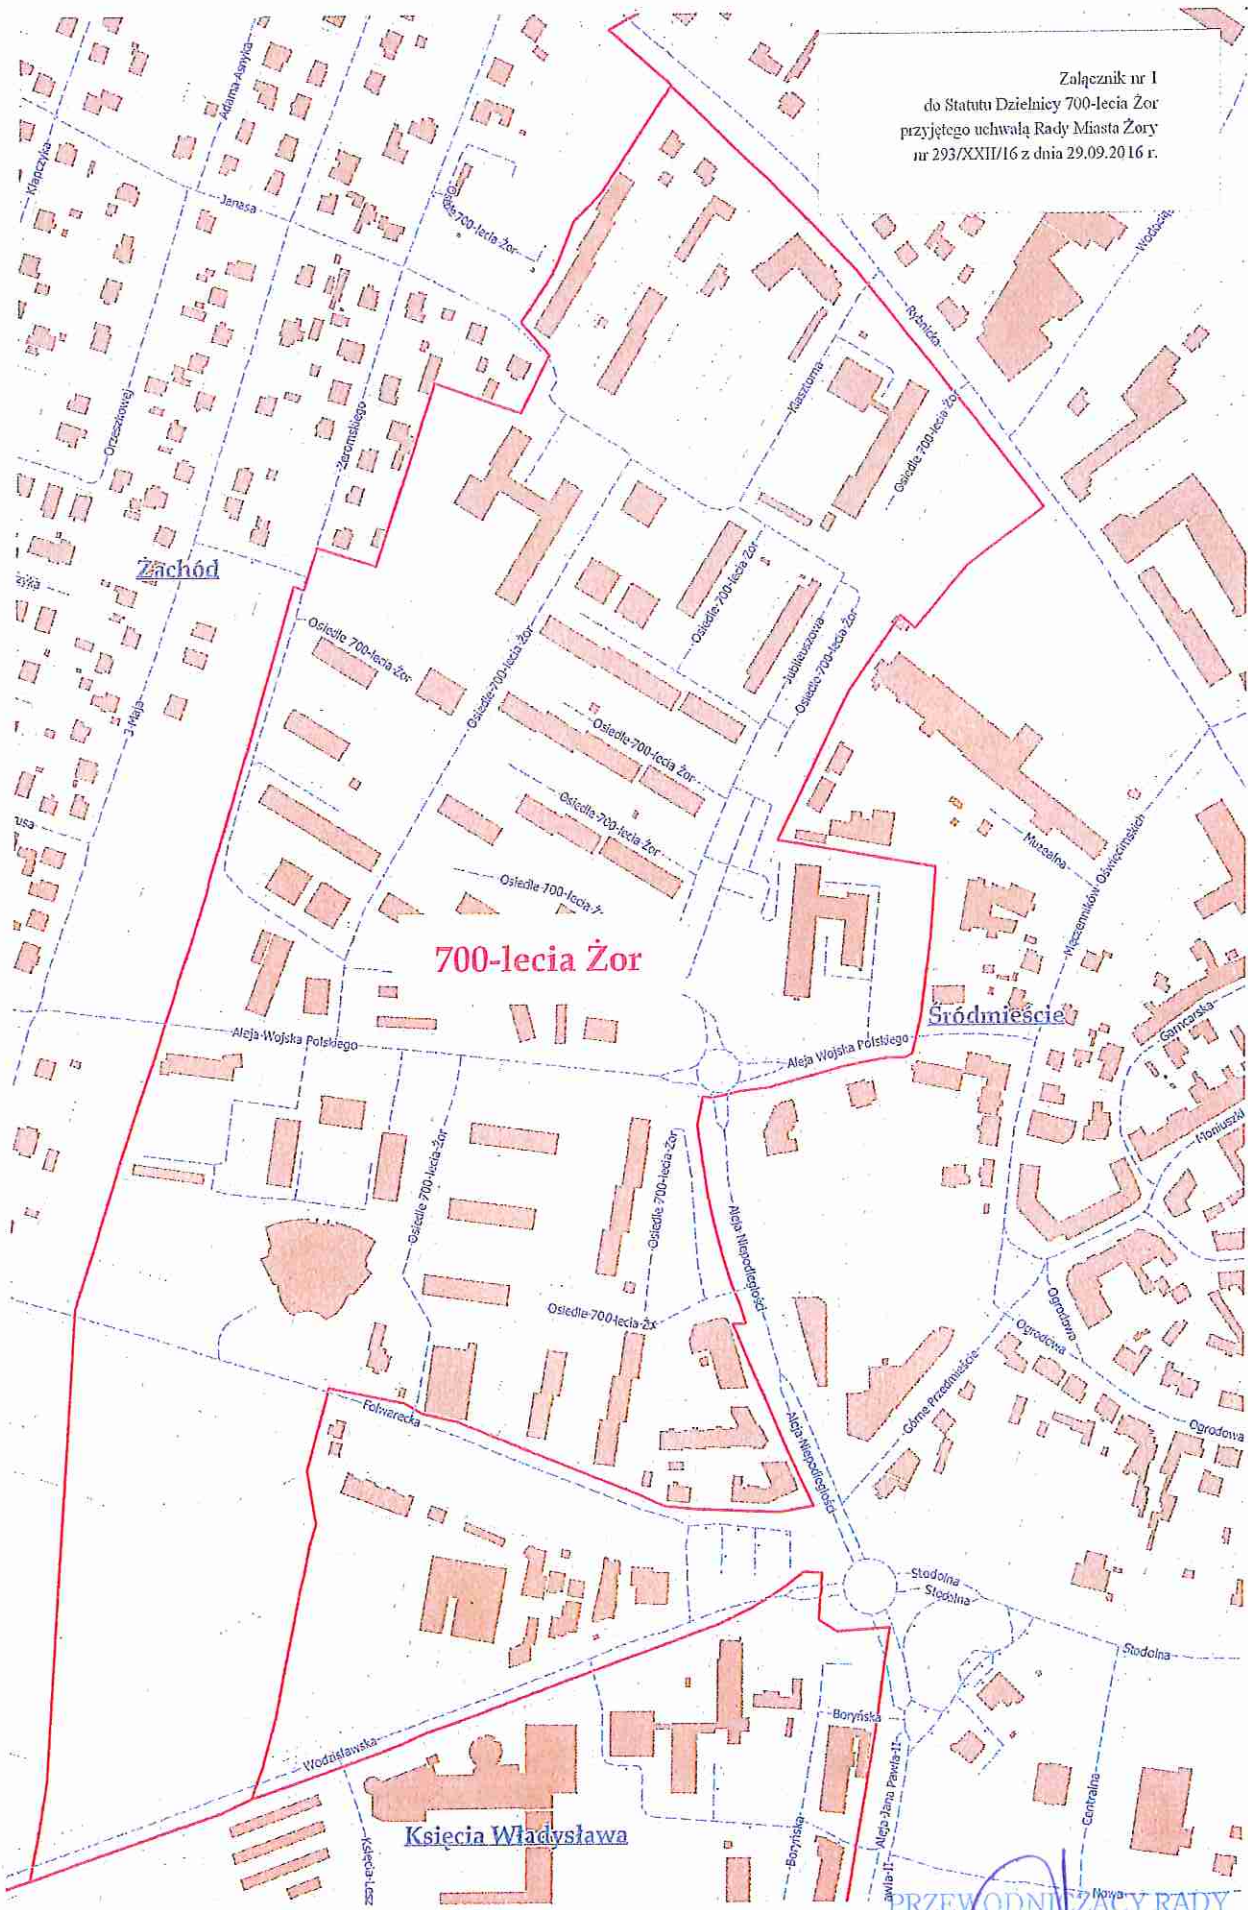 Załącznik nr 1
do Statutu Dzielnicy 700-lecia Żor
przyjętego uchwałą Rady Miasta Żory
nr 293/XXII/16 z dnia 29.09.2016 r.
Adama Asnyka
Kłapczyka
Janasa
Osiedle 700-lecia Żor
Rybnicka
Klasztorna
Osiedle 700-lecia Żor
Orzeszkowej
Żeromskiego
Zachód
Osiedle 700-lecia Żor
Osiedle 700-lecia Żor
Osiedle 700-lecia Żor
Jubileuszowa
Osiedle 700-lecia Żor
3 Maja
Osiedle 700-lecia Żor
Osiedle 700-lecia Żor
Muzealna
Męczenników Oświęcimskich
Osiedle 700-lecia Ż
700-lecia Żor
Śródmieście
Garncarska
Aleja Wojska Polskiego
Aleja Wojska Polskiego
Moniuszki
Osiedle 700-lecia Żor
Osiedle 700-lecia Żor
Aleja Niepodległości
Osiedle 700-lecia Ż
Ogrodowa
Ogrodowa
Górne Przedmieście
Folwarecka
Aleja Niepodległości
Ogrodowa
Stodolna
Stodolna
Stodolna
Boryńska
Wodzisławska
Aleja Jana Pawła II
Centralna
Księcia Władysława
Boryńska
Księcia Lesz
awła II
Nowa
PRZEWODNICZĄCY RADY